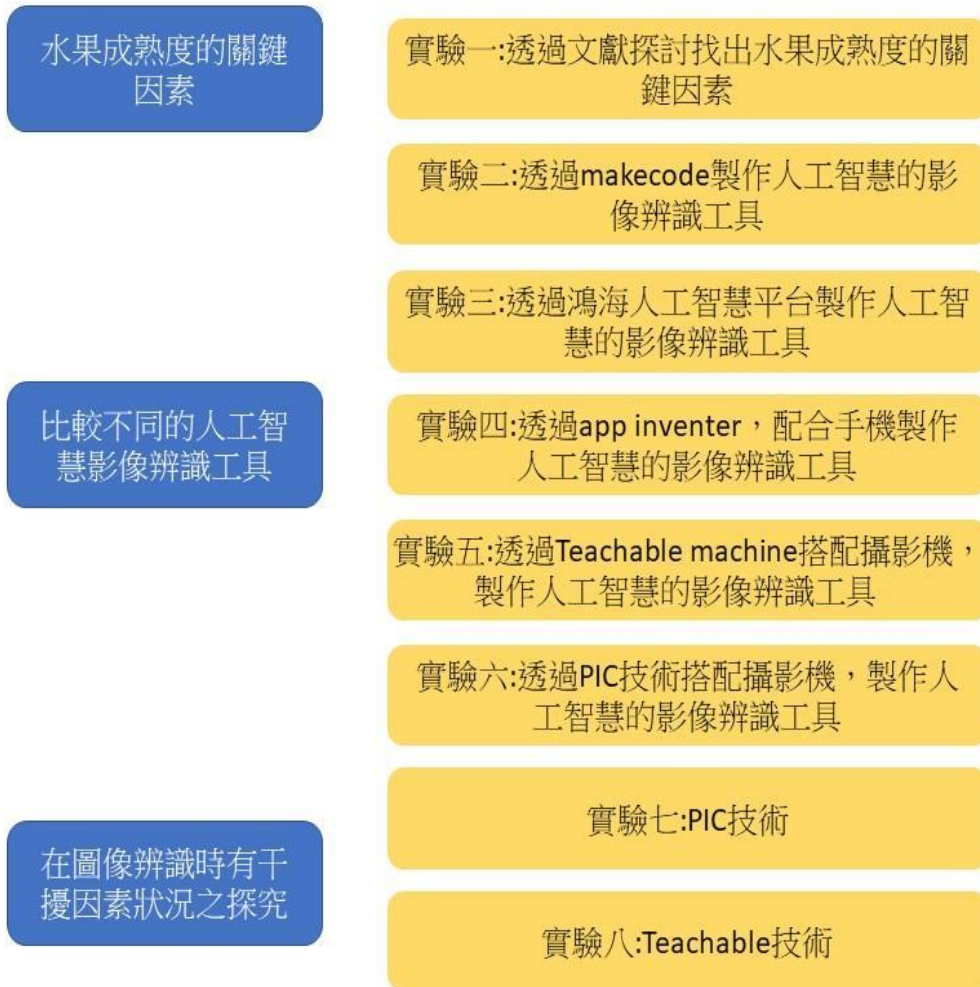 水果成熟度的關鍵
因素
實驗一:透過文獻探討找出水果成熟度的關
鍵因素
實驗二:透過makecode製作人工智慧的影
像辨識工具
實驗三:透過鴻海人工智慧平台製作人工智
慧的影像辨識工具
比較不同的人工智
慧影像辨識工具
實驗四:透過app inventer，配合手機製作
人工智慧的影像辨識工具
實驗五:透過Teachable machine搭配攝影機，
製作人工智慧的影像辨識工具
實驗六:透過PIC技術搭配攝影機，製作人
工智慧的影像辨識工具
在圖像辨識時有干
擾因素狀況之探究
實驗七:PIC技術
實驗八:Teachable技術